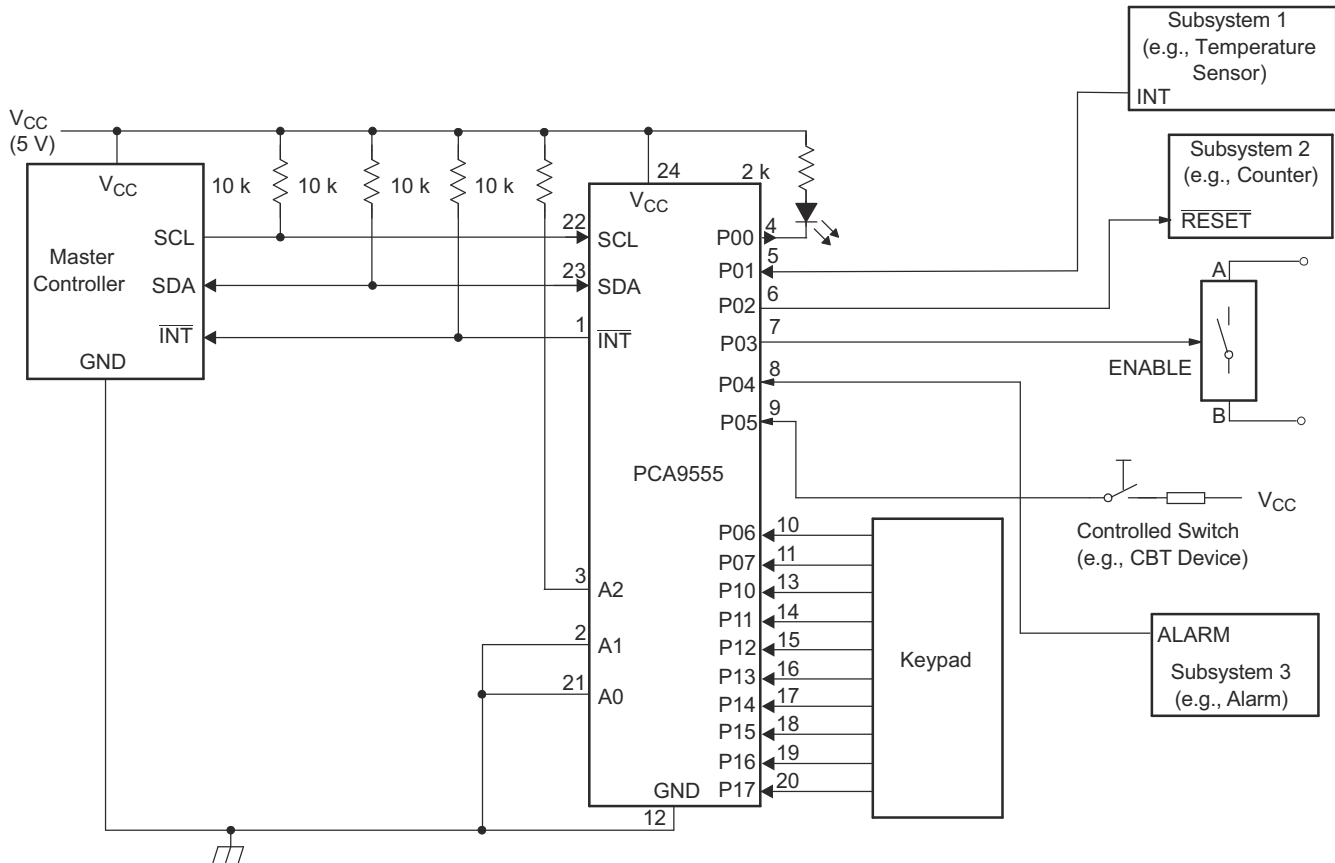 Subsystem 1
(e.g., Temperature
Sensor)
INT
VCC
(5 V)
Subsystem 2
(e.g., Counter)
RESET
VCC
10 k
10 k
10 k
10 k
24
2 k
VCC
Master
Controller
SCL
SDA
INT
GND
22
SCL
23
SDA
1
INT
P00
4
P01
5
P02
6
P03
7
P04
8
P05
9
A
ENABLE
B
PCA9555
VCC
Controlled Switch
(e.g., CBT Device)
P06
10
P07
11
P10
13
P11
14
P12
15
P13
16
P14
17
P15
18
P16
19
P17
20
Keypad
3
A2
2
A1
21
A0
ALARM
Subsystem 3
(e.g., Alarm)
GND
12